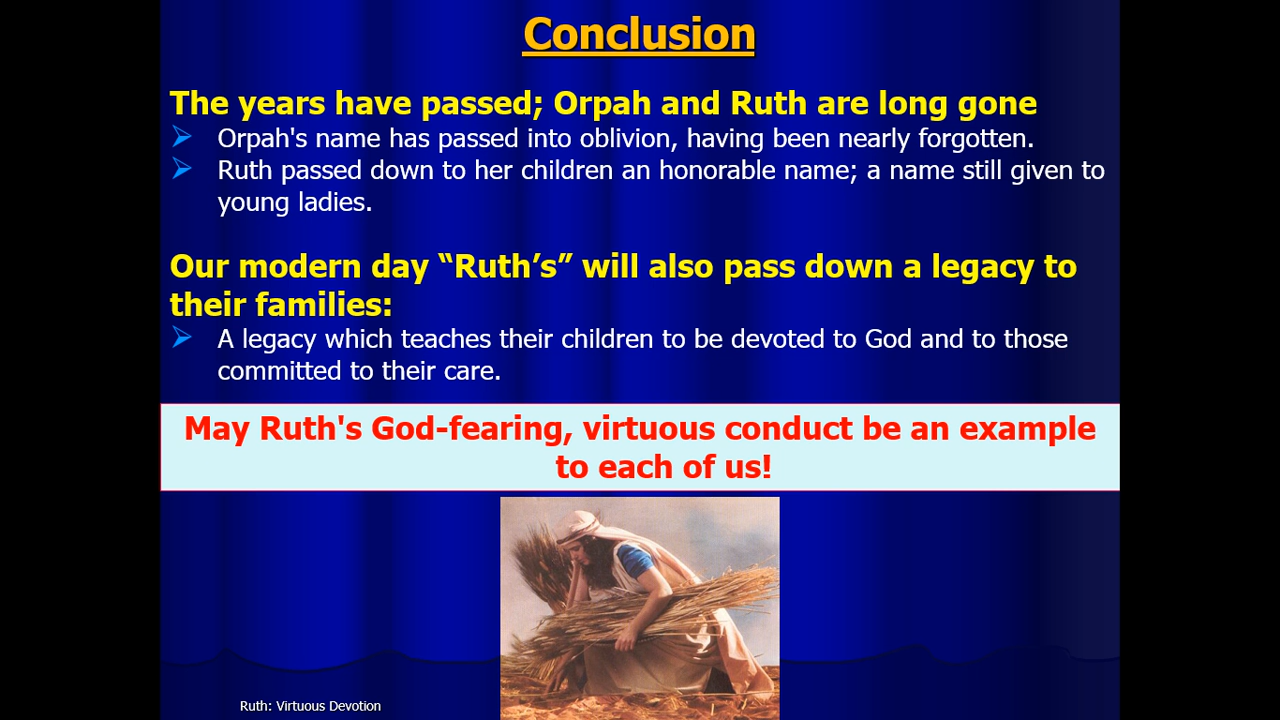 Conclusion
The years have passed; Orpah and Ruth are long gone
Orpah's name has passed into oblivion, having been nearly forgotten.
Ruth passed down to her children an honorable name; a name still given to
young ladies.
Our modern day “Ruth’s” will also pass down a legacy to
their families:
A legacy which teaches their children to be devoted to God and to those
committed to their care.
May Ruth's God-fearing, virtuous conduct be an example
to each of us!
Ruth: Virtuous Devotion